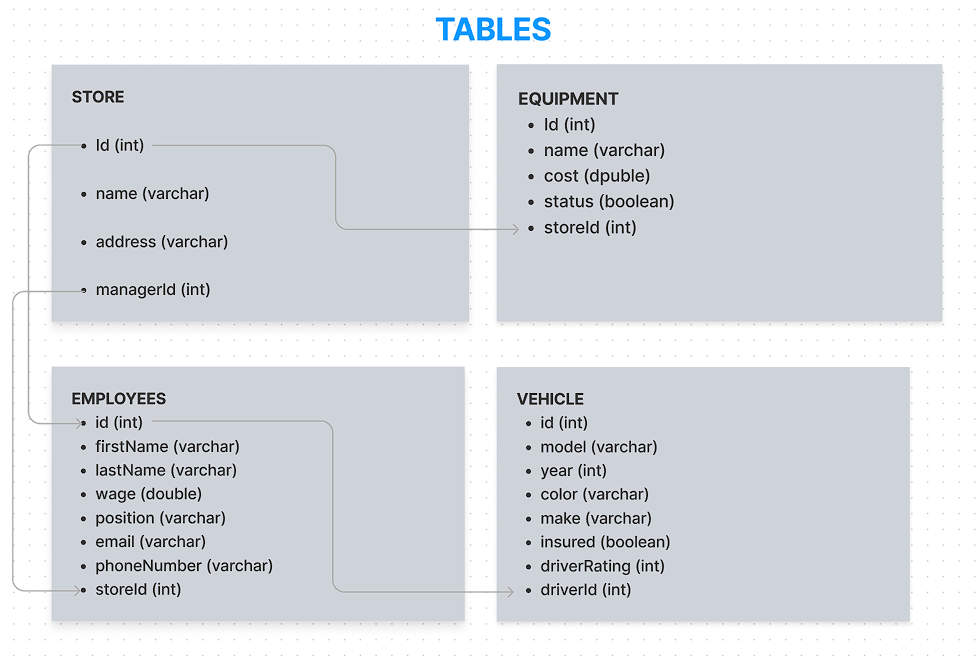 TABLES
STORE
Id (int)
name (varchar)
address (varchar)
managerId (int)
EQUIPMENT
Id (int)
name (varchar)
cost (dpuble)
status (boolean)
storeId (int)
EMPLOYEES
id (int)
firstName (varchar)
lastName (varchar)
wage (double)
position (varchar)
email (varchar)
phoneNumber (varchar)
storeId (int)
VEHICLE
id (int)
model (varchar)
year (int)
color (varchar)
make (varchar)
insured (boolean)
driverRating (int)
driverId (int)